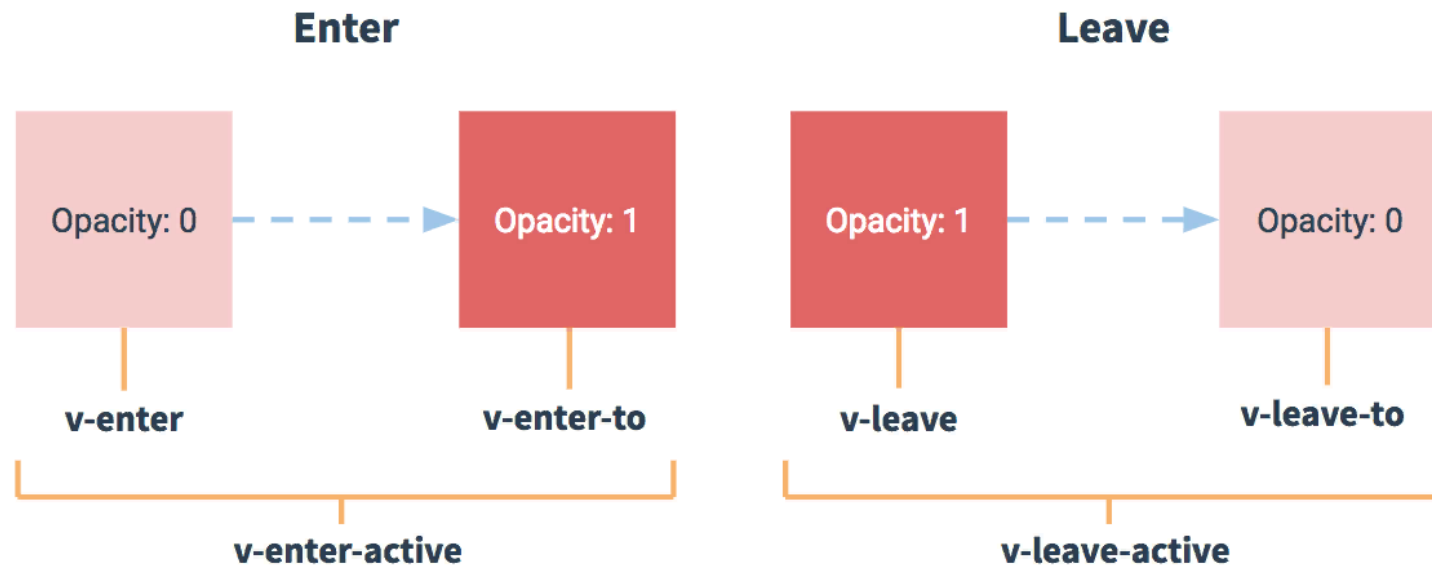 Enter
Leave
Opacity: 0
Opacity: 1
Opacity: 1
Opacity: 0
v-enter
v-enter-to
v-leave
v-leave-to
v-enter-active
v-leave-active